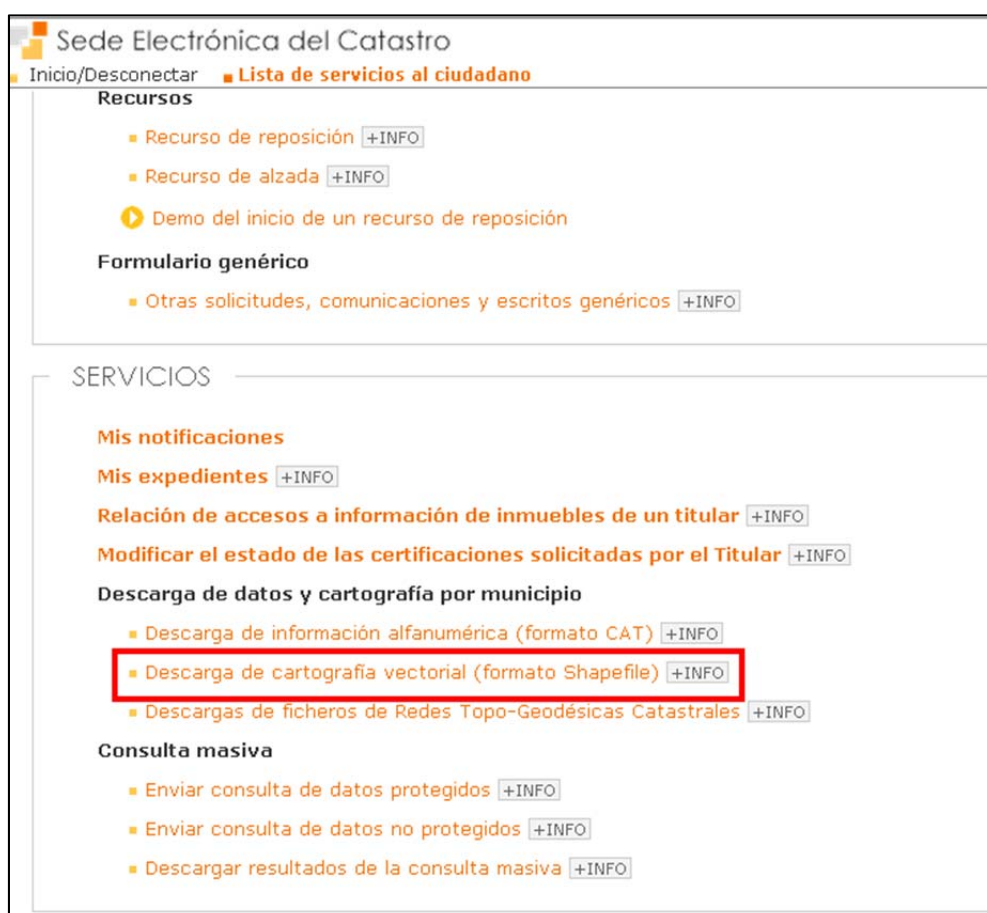 Sede Electrónica del Catastro
Inicio/Desconectar Lista de servicios al ciudadano
Recursos
Recurso de reposición +INFO
Recurso de alzada +INFO
Demo del inicio de un recurso de reposición
Formulario genérico
Otras solicitudes, comunicaciones y escritos genéricos +INFO
SERVICIOS
Mis notificaciones
Mis expedientes +INFO
Relación de accesos a información de inmuebles de un titular +INFO
Modificar el estado de las certificaciones solicitadas por el Titular +INFO
Descarga de datos y cartografía por municipio
Descarga de información alfanumérica (formato CAT) +INFO
Descarga de cartografía vectorial (formato Shapefile) +INFO
Descargas de ficheros de Redes Topo-Geodésicas Catastrales +INFO
Consulta masiva
Enviar consulta de datos protegidos +INFO
Enviar consulta de datos no protegidos +INFO
Descargar resultados de la consulta masiva +INFO